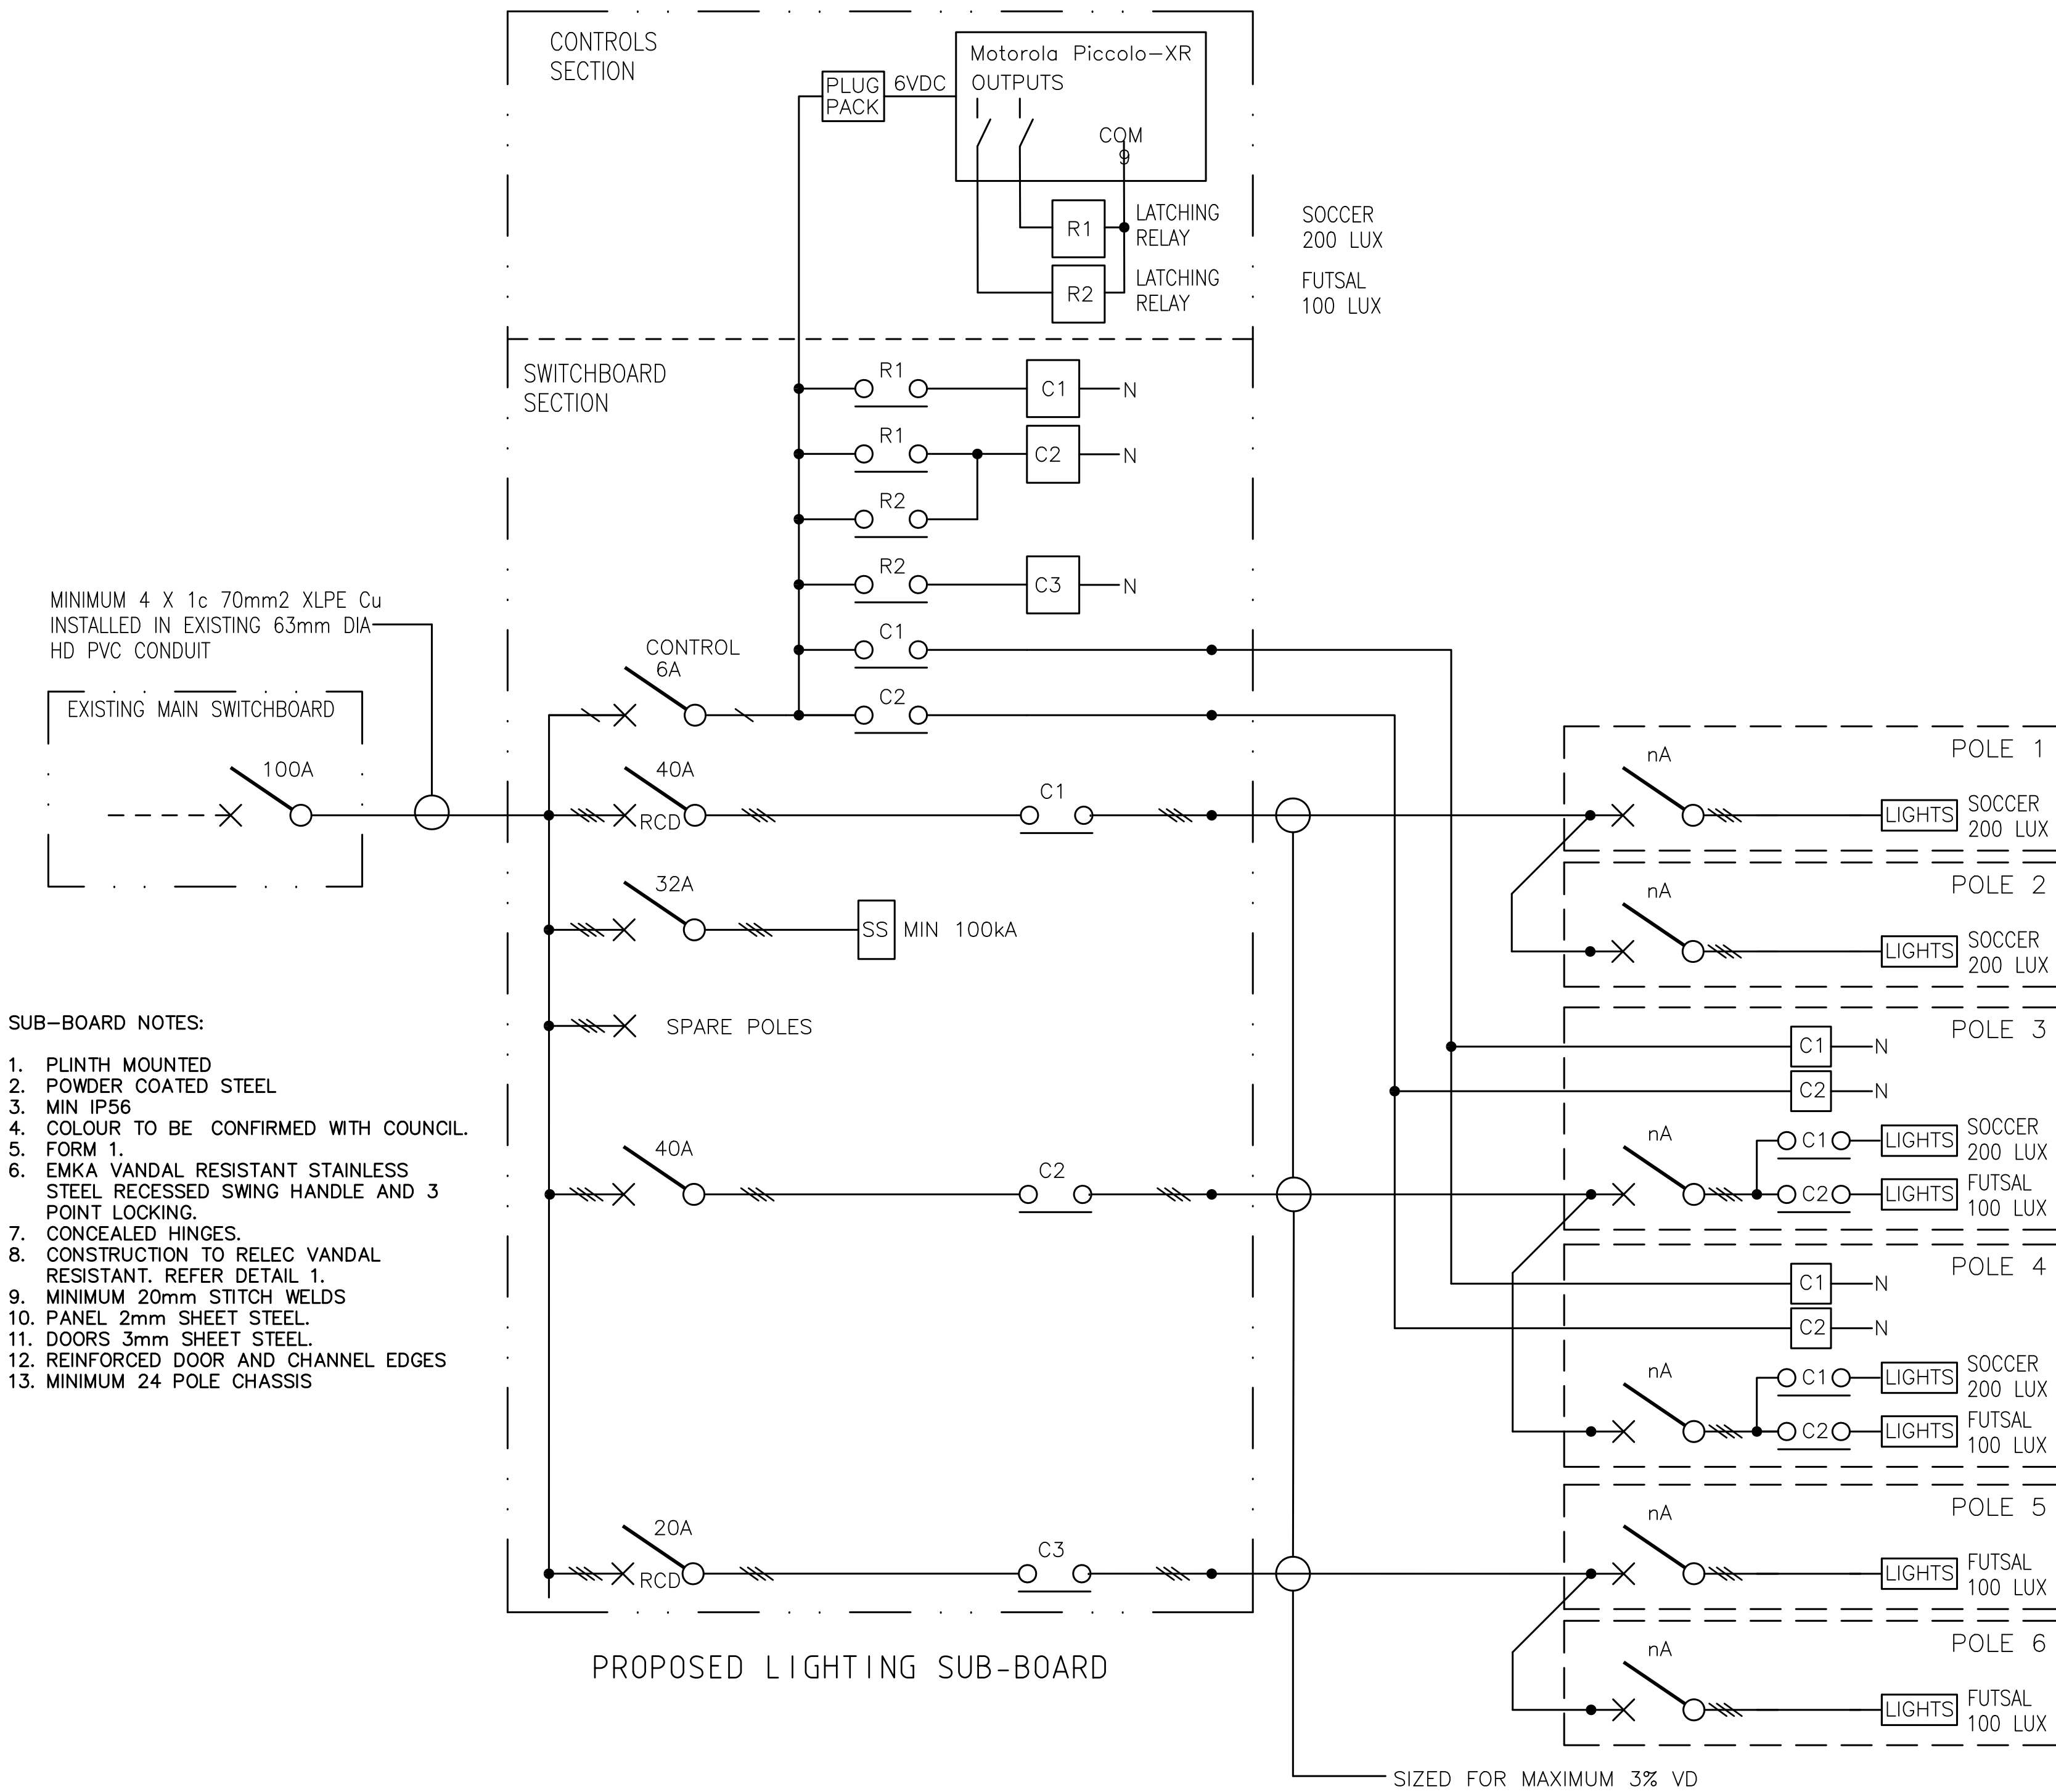 CONTROLS
SECTION
Motorola Piccolo-XR
OUTPUTS
PLUG
PACK
6VDC
COM
9
R1
LATCHING
RELAY
R2
LATCHING
RELAY
SOCCER
200 LUX
FUTSAL
100 LUX
SWITCHBOARD
SECTION
R1
C1
N
R1
C2
N
R2
R2
C3
N
C1
C2
CONTROL
6A
MINIMUM 4 X 1c 70mm2 XLPE Cu
INSTALLED IN EXISTING 63mm DIA
HD PVC CONDUIT
EXISTING MAIN SWITCHBOARD
100A
40A
RCD
C1
32A
SS
MIN 100kA
SPARE POLES
40A
C2
20A
RCD
C3
PROPOSED LIGHTING SUB-BOARD
SUB-BOARD NOTES:
1. PLINTH MOUNTED
2. POWDER COATED STEEL
3. MIN IP56
4. COLOUR TO BE CONFIRMED WITH COUNCIL.
5. FORM 1.
6. EMKA VANDAL RESISTANT STAINLESS
STEEL RECESSED SWING HANDLE AND 3
POINT LOCKING.
7. CONCEALED HINGES.
8. CONSTRUCTION TO RELEC VANDAL
RESISTANT. REFER DETAIL 1.
9. MINIMUM 20mm STITCH WELDS
10. PANEL 2mm SHEET STEEL.
11. DOORS 3mm SHEET STEEL.
12. REINFORCED DOOR AND CHANNEL EDGES
13. MINIMUM 24 POLE CHASSIS
POLE 1
nA
LIGHTS
SOCCER
200 LUX
POLE 2
nA
LIGHTS
SOCCER
200 LUX
POLE 3
C1
N
C2
N
nA
C1
LIGHTS
SOCCER
200 LUX
C2
LIGHTS
FUTSAL
100 LUX
POLE 4
C1
N
C2
N
nA
C1
LIGHTS
SOCCER
200 LUX
C2
LIGHTS
FUTSAL
100 LUX
POLE 5
nA
LIGHTS
FUTSAL
100 LUX
POLE 6
nA
LIGHTS
FUTSAL
100 LUX
SIZED FOR MAXIMUM 3% VD